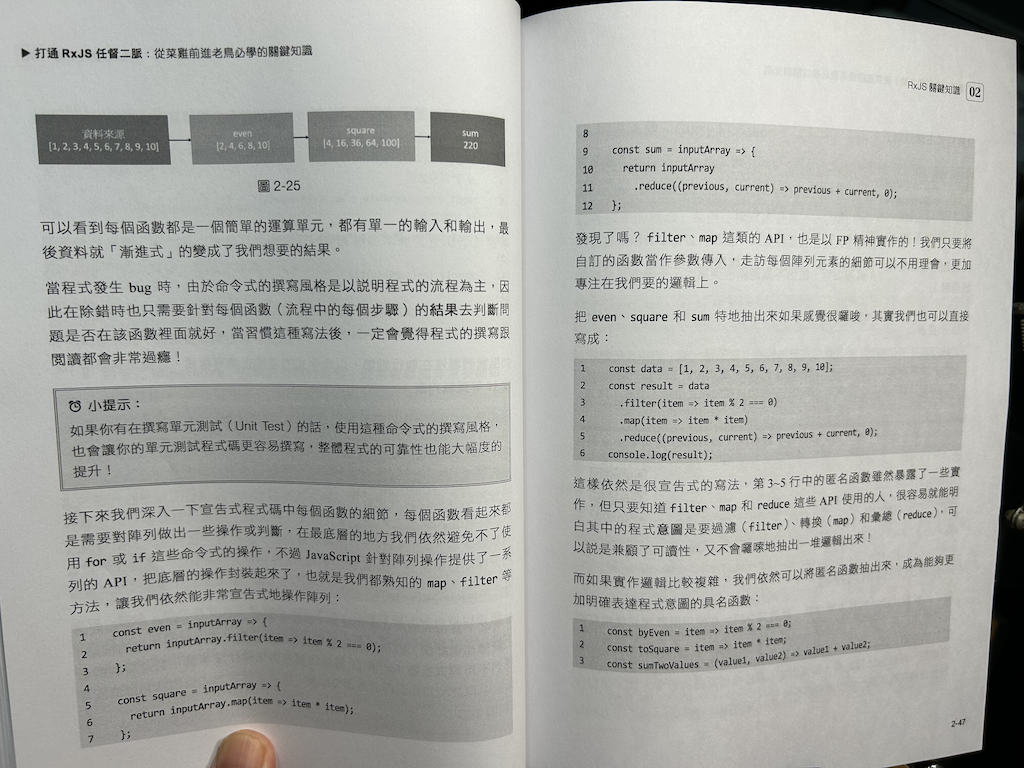 ▶ 打通 RxJS 任督二脈：從菜雞前進老鳥必學的關鍵知識
資料來源
[1, 2, 3, 4, 5, 6, 7, 8, 9, 10]
even
[2, 4, 6, 8, 10]
square
[4, 16, 36, 64, 100]
sum
220
圖 2-25
可以看到每個函數都是一個簡單的運算單元，都有單一的輸入和輸出，最
後資料就「漸進式」的變成了我們想要的結果。
當程式發生 bug 時，由於命令式的撰寫風格是以説明程式的流程為主，因
此在除錯時也只需要針對每個函數（流程中的每個步驟）的結果去判斷問
題是否在該函數裡面就好，當習慣這種寫法後，一定會覺得程式的撰寫跟
閱讀都會非常過癮！
小提示：
如果你有在撰寫單元測試（Unit Test）的話，使用這種命令式的撰寫風格，
也會讓你的單元測試程式碼更容易撰寫，整體程式的可靠性也能大幅度的
提升！
接下來我們深入一下宣告式程式碼中每個函數的細節，每個函數看起來都
是需要對陣列做出一些操作或判斷，在最底層的地方我們依然避免不了使
用 for 或 if 這些命令式的操作，不過 JavaScript 針對陣列操作提供了一系
列的 API，把底層的操作封裝起來了，也就是我們都熟知的 map、filter 等
方法，讓我們依然能非常宣告式地操作陣列：
1 const even = inputArray => {
2 return inputArray.filter(item => item % 2 === 0);
3 };
4
5 const square = inputArray => {
6 return inputArray.map(item => item * item);
7 };
RxJS 關鍵知識 02
8
9 const sum = inputArray => {
10 return inputArray
11 .reduce((previous, current) => previous + current, 0);
12 };
發現了嗎？ filter、map 這類的 API，也是以 FP 精神實作的！我們只要將
自訂的函數當作參數傳入，走訪每個陣列元素的細節可以不用理會，更加
專注在我們要的邏輯上。
把 even、square 和 sum 特地抽出來如果感覺很囉唆，其實我們也可以直接
寫成：
1 const data = [1, 2, 3, 4, 5, 6, 7, 8, 9, 10];
2 const result = data
3 .filter(item => item % 2 === 0)
4 .map(item => item * item)
5 .reduce((previous, current) => previous + current, 0);
6 console.log(result);
這樣依然是很宣告式的寫法，第 3~5 行中的匿名函數雖然暴露了一些實
作，但只要知道 filter、map 和 reduce 這些 API 使用的人，很容易就能明
白其中的程式意圖是要過濾（filter）、轉換（map）和彙總（reduce），可
以說是兼顧了可讀性，又不會囉嗦地抽出一堆邏輯出來！
而如果實作邏輯比較複雜，我們依然可以將匿名函數抽出來，成為能夠更
加明確表達程式意圖的具名函數：
1 const byEven = item => item % 2 === 0;
2 const toSquare = item => item * item;
3 const sumTwoValues = (value1, value2) => value1 + value2;
2-47